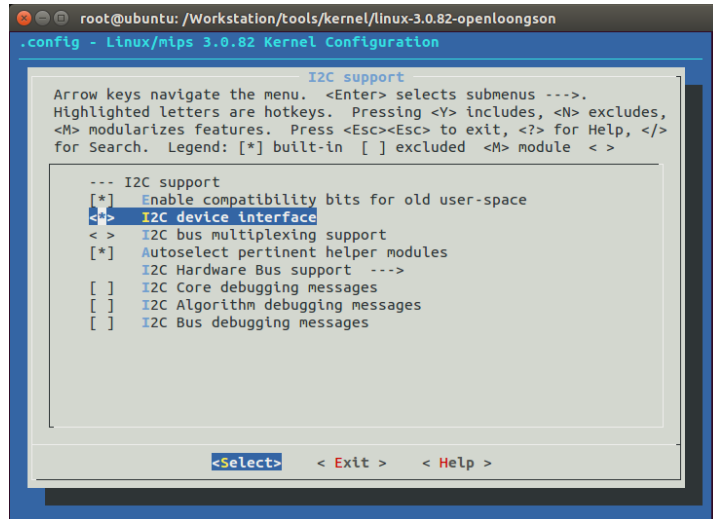 root@ubuntu: /Workstation/tools/kernel/linux-3.0.82-openloongson
.config - Linux/mips 3.0.82 Kernel Configuration
I2C support
Arrow keys navigate the menu. <Enter> selects submenus --->.
Highlighted letters are hotkeys. Pressing <Y> includes, <N> excludes,
<M> modularizes features. Press <Esc><Esc> to exit, <?> for Help, </>
for Search. Legend: [*] built-in [ ] excluded <M> module < >
--- I2C support
[*] Enable compatibility bits for old user-space
<*> I2C device interface
< > I2C bus multiplexing support
[*] Autoselect pertinent helper modules
I2C Hardware Bus support --->
[ ] I2C Core debugging messages
[ ] I2C Algorithm debugging messages
[ ] I2C Bus debugging messages
<Select> < Exit > < Help >